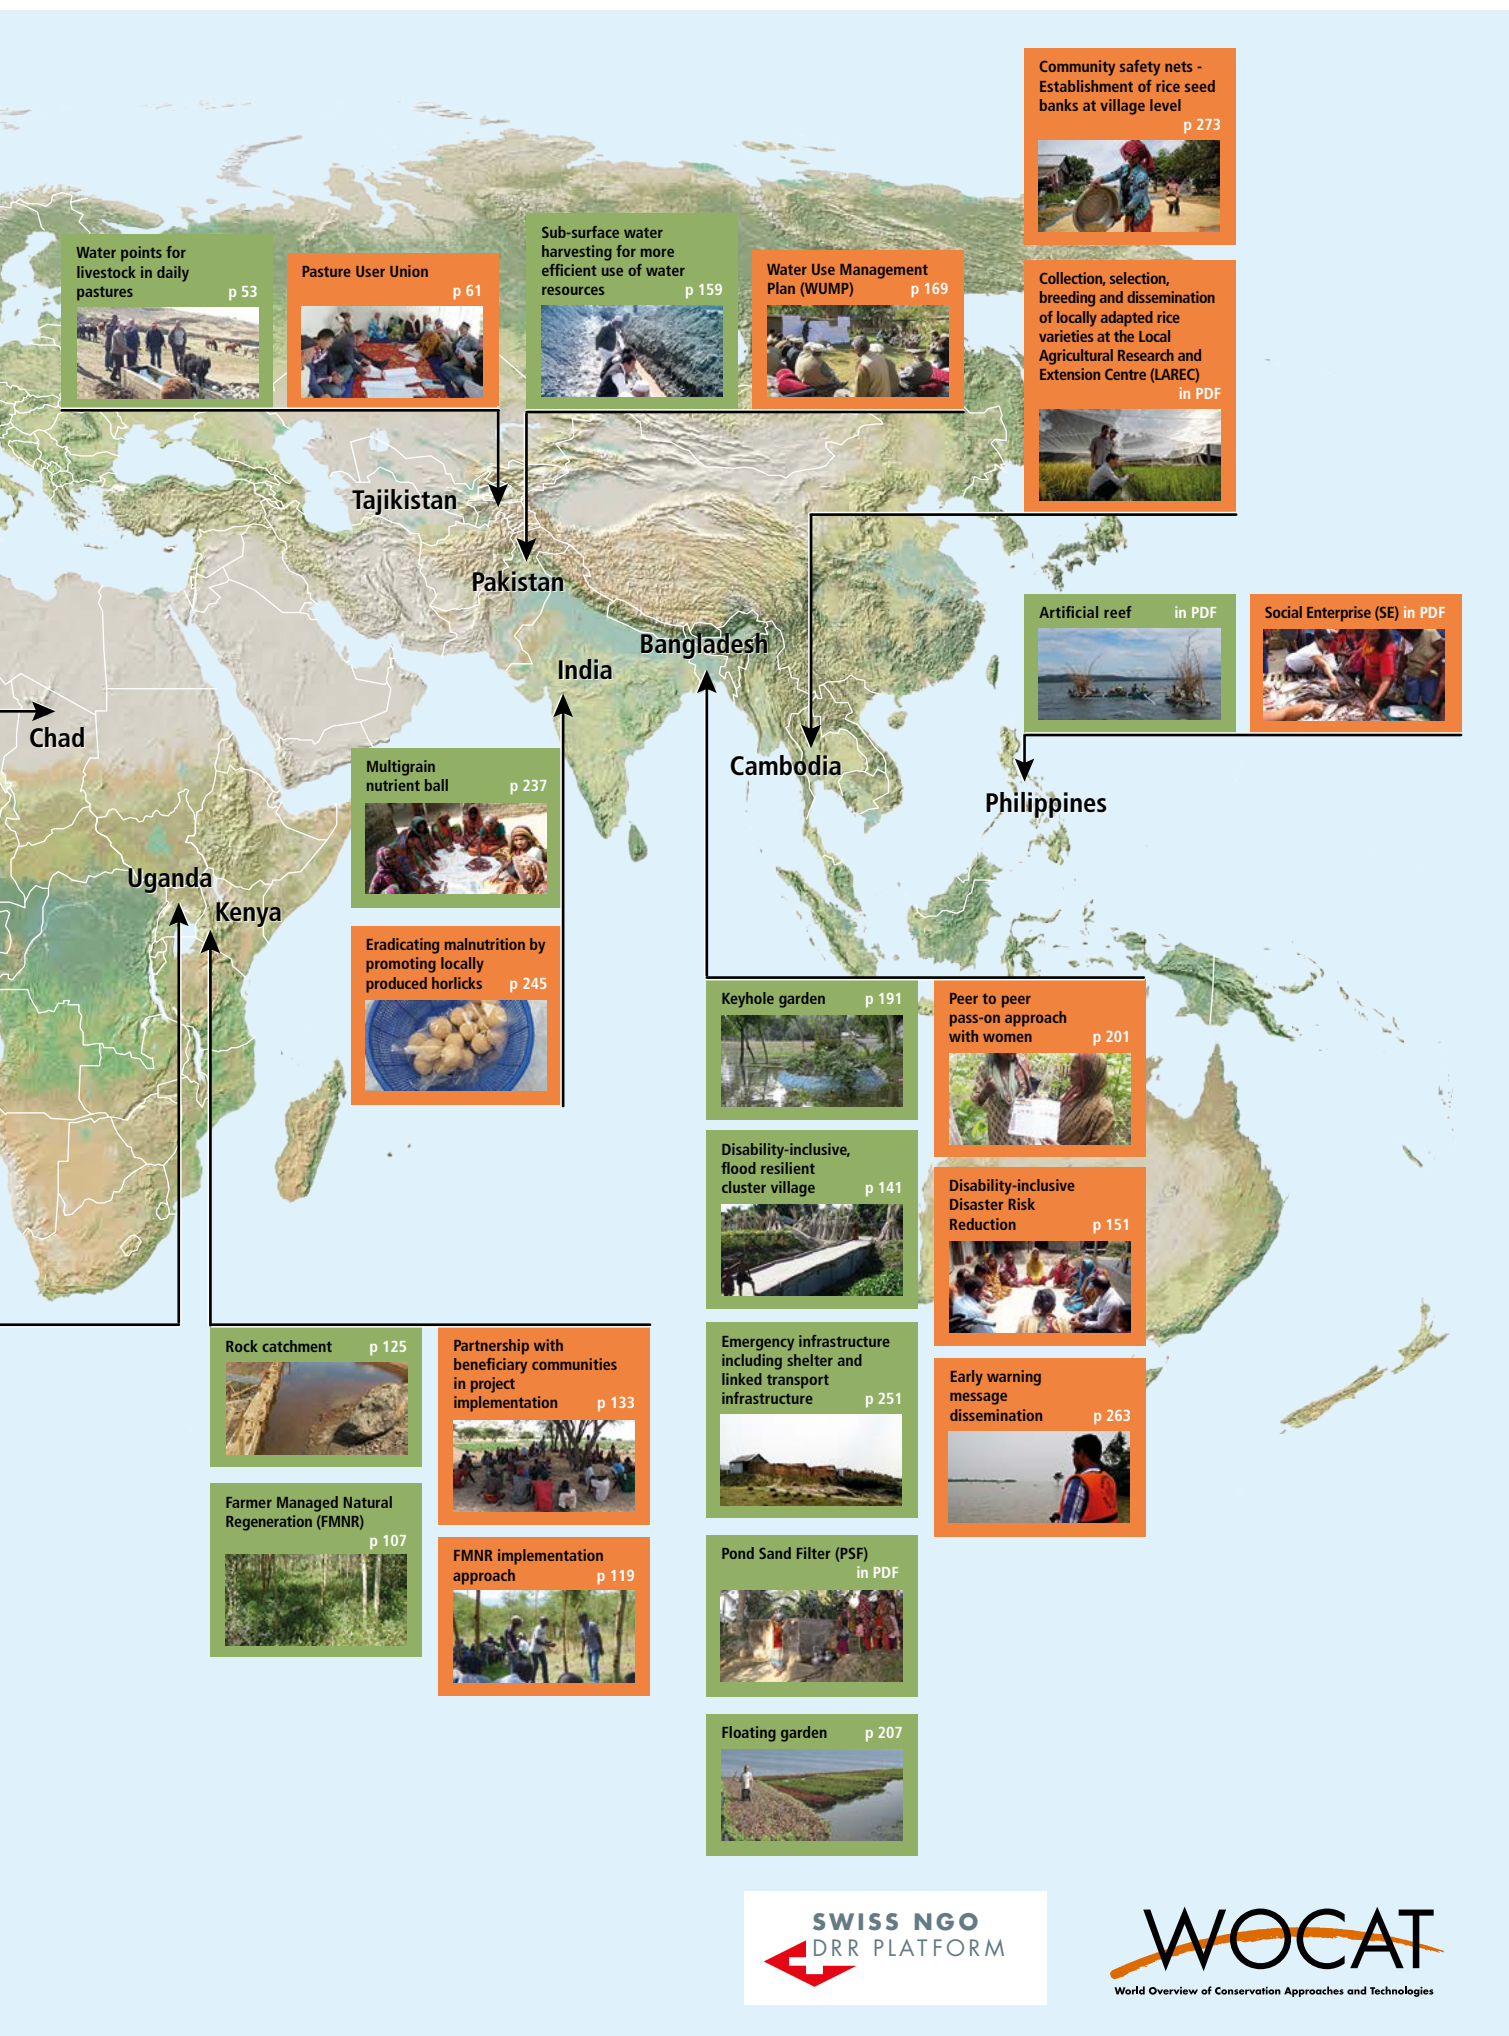 Community safety nets -
Establishment of rice seed
banks at village level
p 273
Water points for
livestock in daily
pastures p 53
Pasture User Union
p 61
Sub-surface water
harvesting for more
efficient use of water
resources p 159
Water Use Management
Plan (WUMP) p 169
Collection, selection,
breeding and dissemination
of locally adapted rice
varieties at the Local
Agricultural Research and
Extension Centre (LAREC)
in PDF
Tajikistan
Pakistan
Bangladesh
India
Artificial reef in PDF
Social Enterprise (SE) in PDF
Chad
Cambodia
Philippines
Multigrain
nutrient ball p 237
Uganda
Kenya
Eradicating malnutrition by
promoting locally
produced horlicks p 245
Keyhole garden p 191
Peer to peer
pass-on approach
with women p 201
Disability-inclusive,
flood resilient
cluster village p 141
Disability-inclusive
Disaster Risk
Reduction p 151
Rock catchment p 125
Partnership with
beneficiary communities
in project
implementation p 133
Emergency infrastructure
including shelter and
linked transport
infrastructure p 251
Early warning
message
dissemination p 263
Farmer Managed Natural
Regeneration (FMNR)
p 107
FMNR implementation
approach p 119
Pond Sand Filter (PSF)
in PDF
Floating garden p 207
SWISS NGO
DRR PLATFORM
WOCAT
World Overview of Conservation Approaches and Technologies